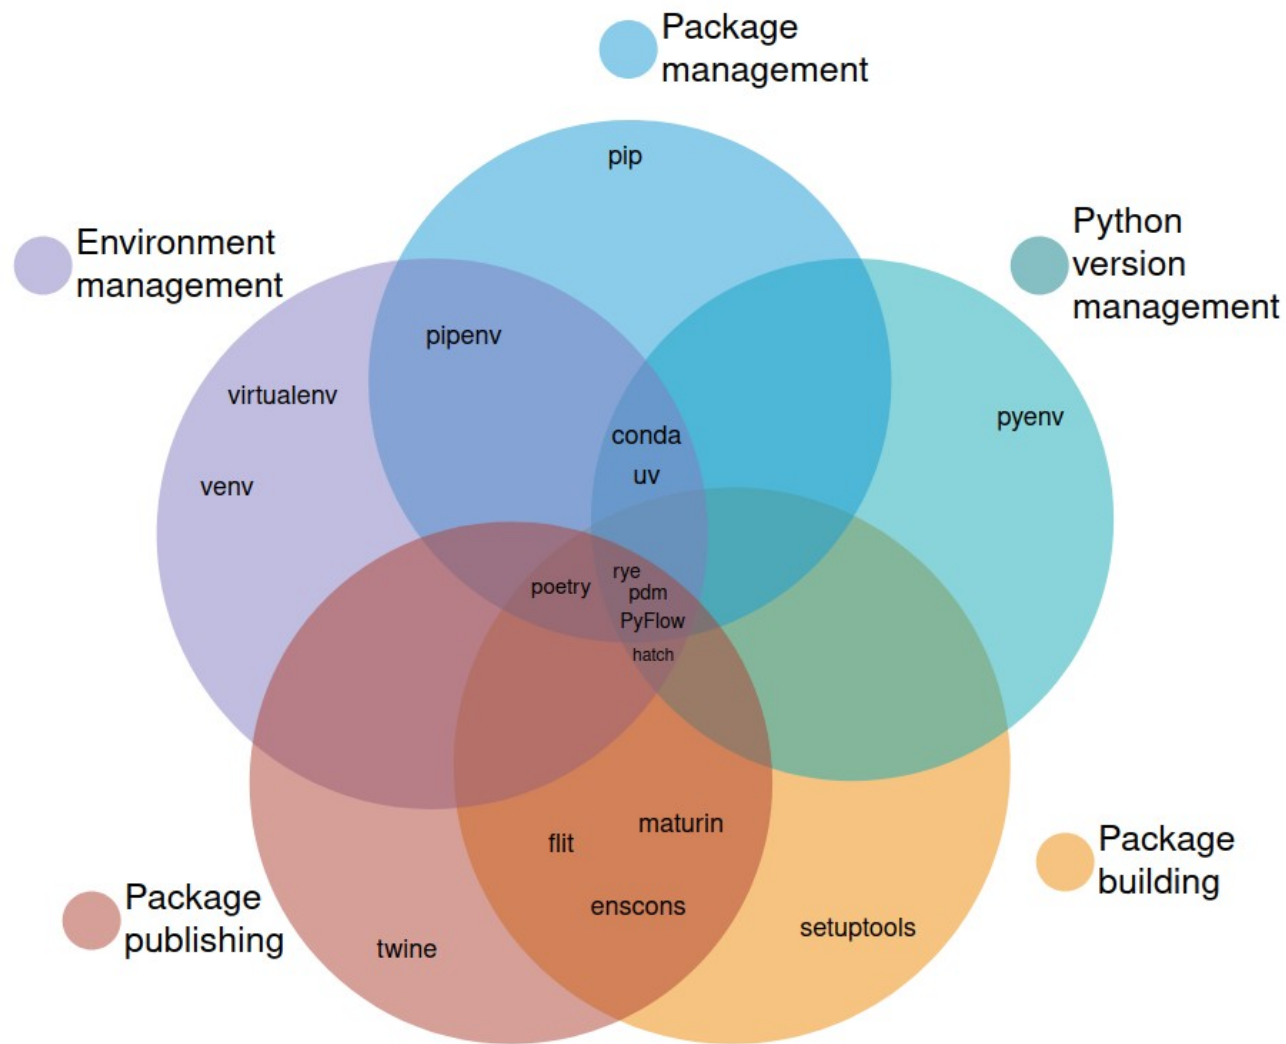 Package
management
pip
Environment
management
Python
version
management
pipenv
virtualenv
pyenv
conda
uv
venv
rye
poetry
pdm
PyFlow
hatch
maturin
flit
Package
building
Package
publishing
enscons
setuptools
twine